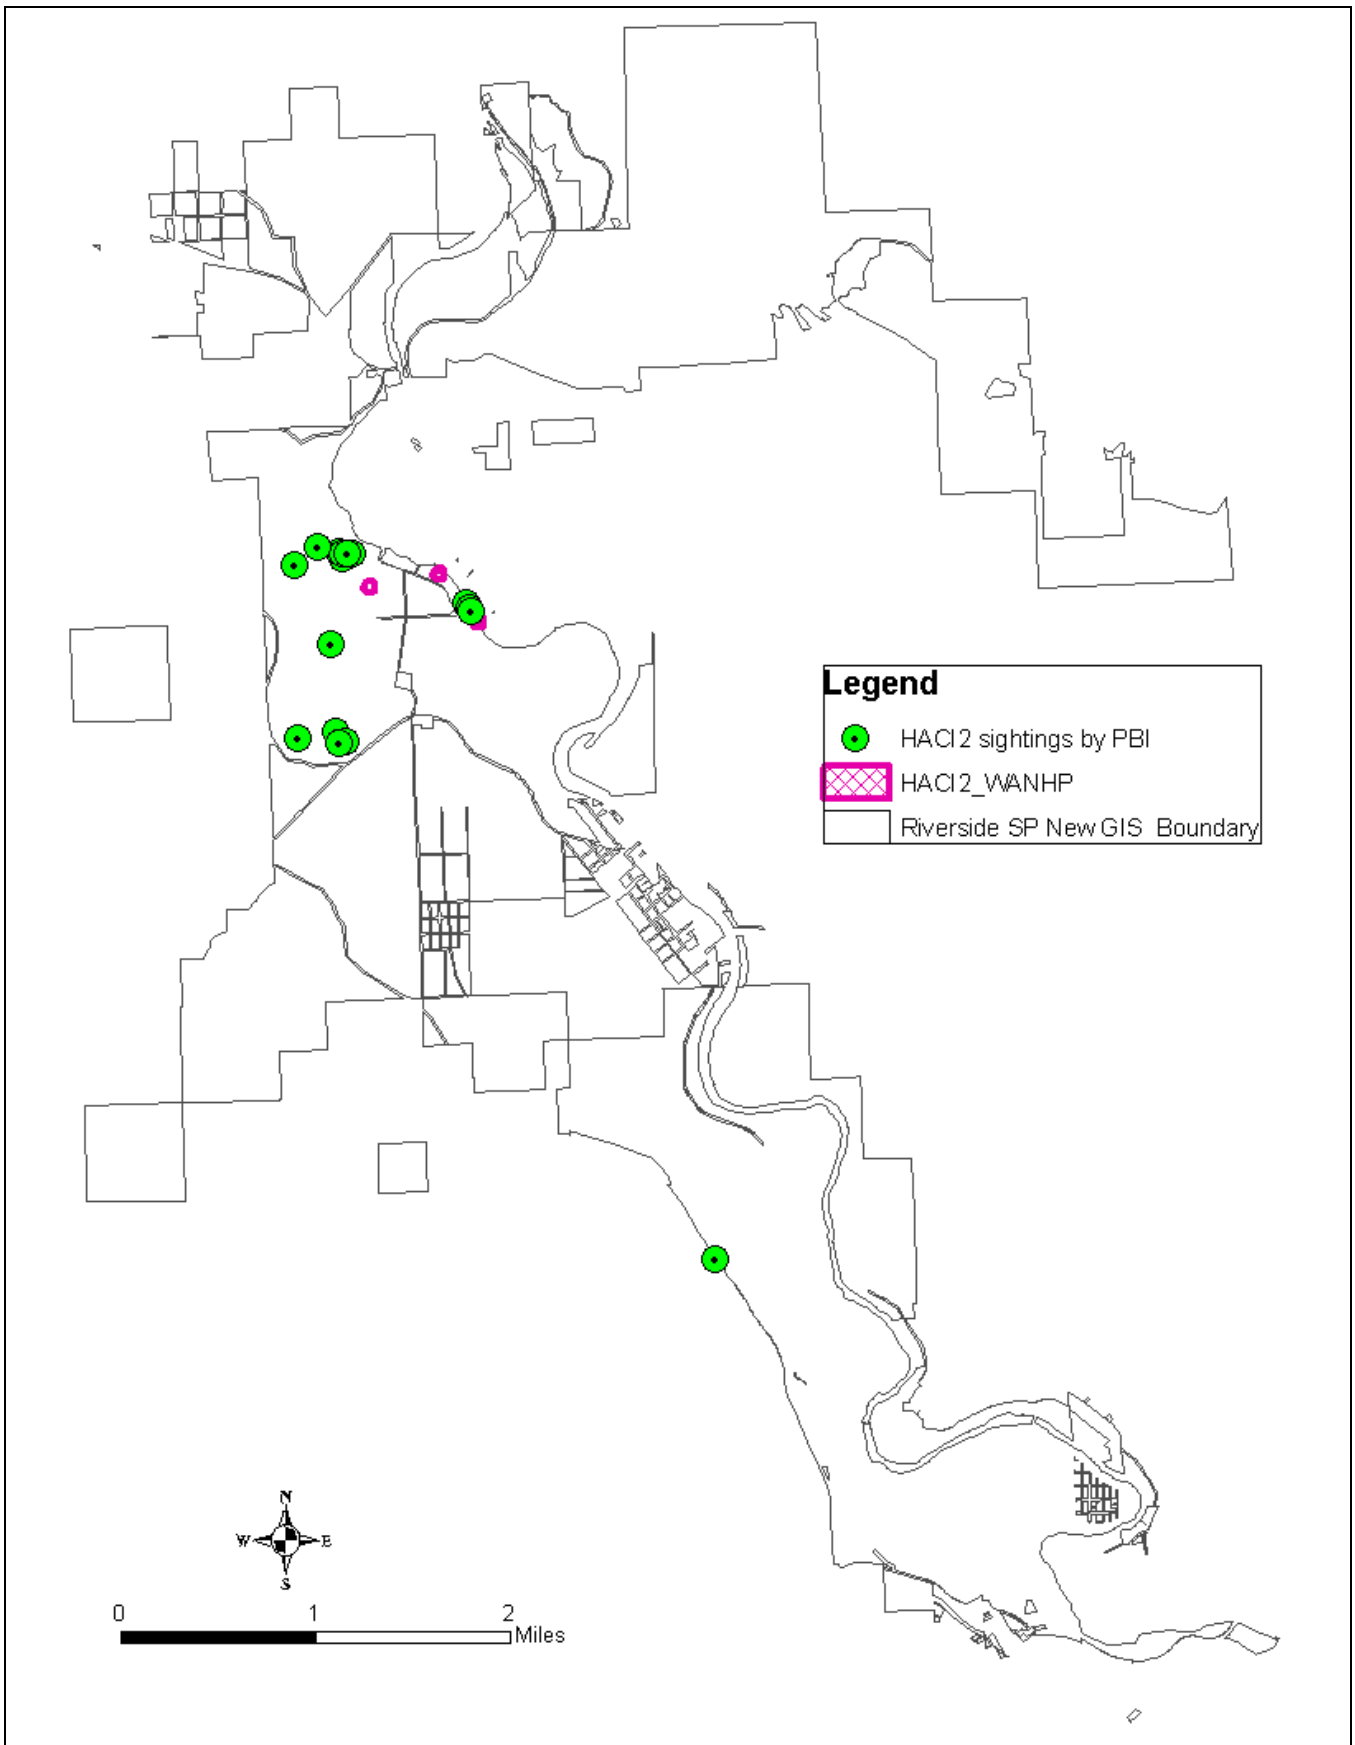 Legend
HACI2 sightings by PBI
HACI2_WANHP
Riverside SP New GIS Boundary
N
W E
S
0 1 2
Miles